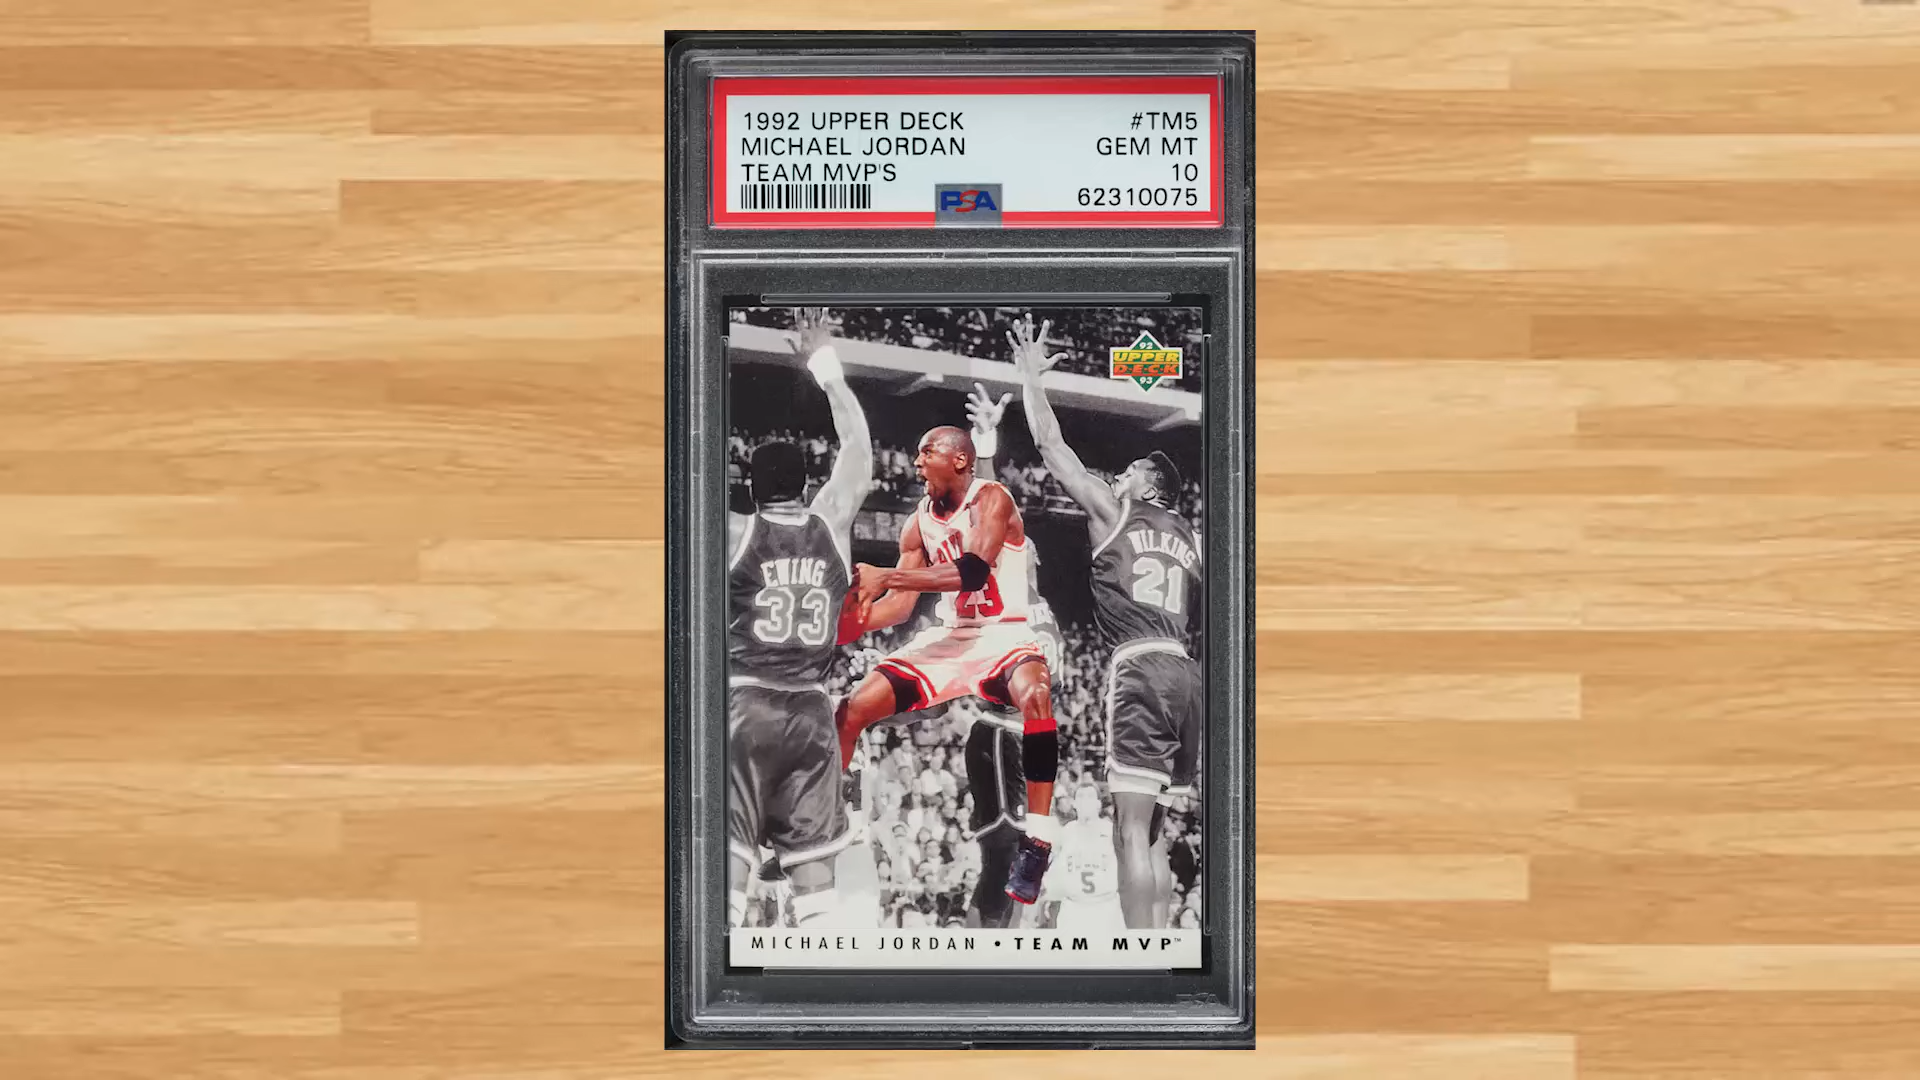 1992 UPPER DECK #TM5
MICHAEL JORDAN GEM MT
TEAM MVP'S 10
PSA 62310075
92
UPPER
DECK
93
EWING
33
WILKINS
21
23
5
MICHAEL JORDAN • TEAM MVP™